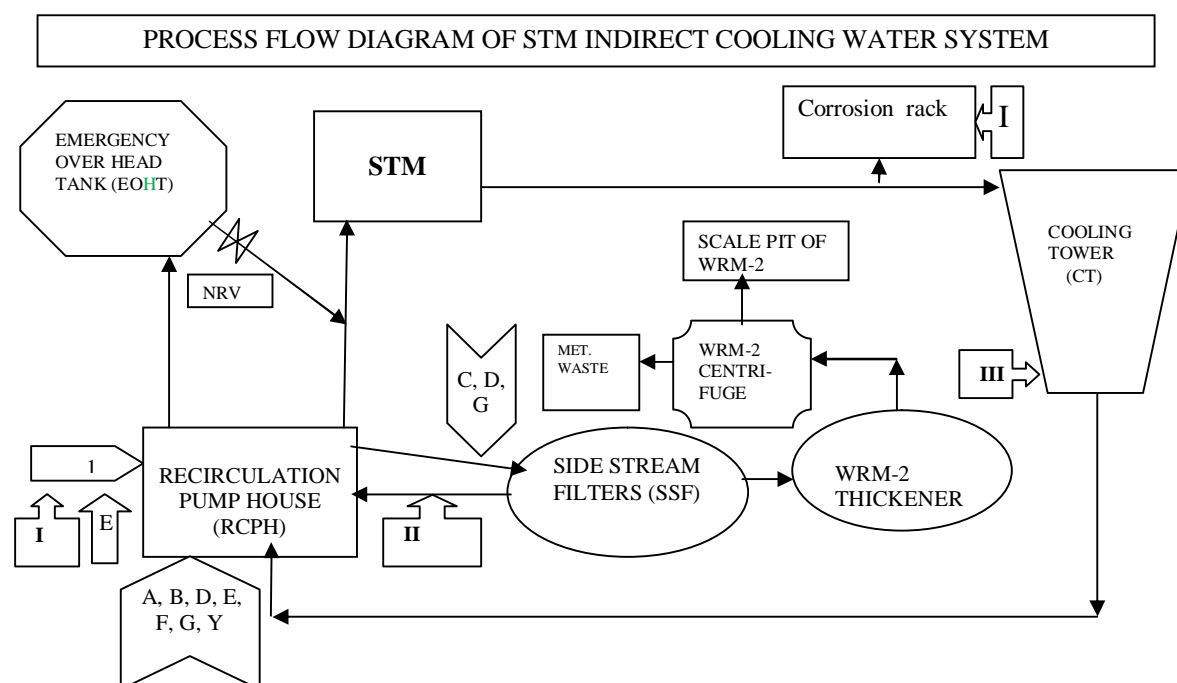 PROCESS FLOW DIAGRAM OF STM INDIRECT COOLING WATER SYSTEM
EMERGENCY
OVER HEAD
TANK (EOHT)
STM
Corrosion rack
I
NRV
SCALE PIT OF
WRM-2
COOLING
TOWER
(CT)
C, D,
G
MET.
WASTE
WRM-2
CENTRI-
FUGE
III
1
RECIRCULATION
PUMP HOUSE
(RCPH)
SIDE STREAM
FILTERS (SSF)
WRM-2
THICKENER
I
E
II
A, B, D, E,
F, G, Y